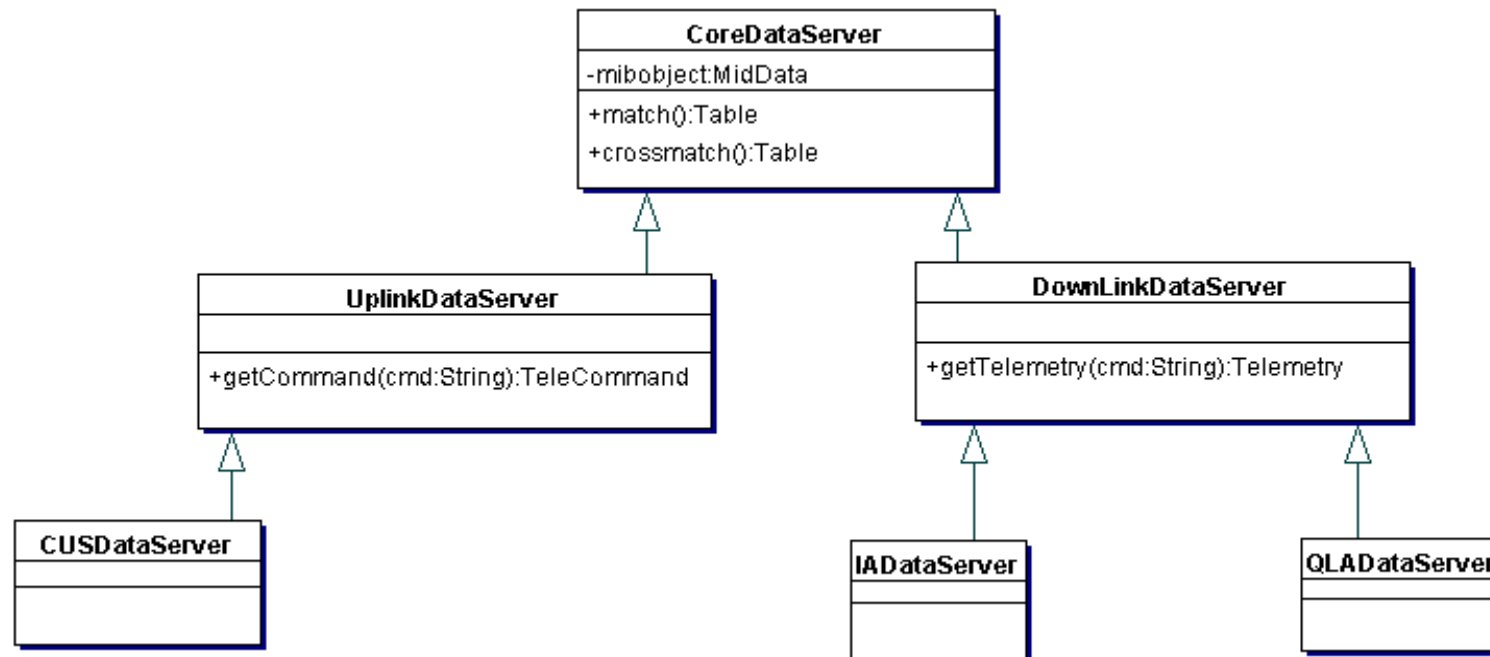 CoreDataServer
-mibobject:MidData
+match():Table
+crossmatch():Table
UplinkDataServer
+getCommand(cmd:String):TeleCommand
DownLinkDataServer
+getTelemetry(cmd:String):Telemetry
CUSDataServer
IADataServer
QLADataServer